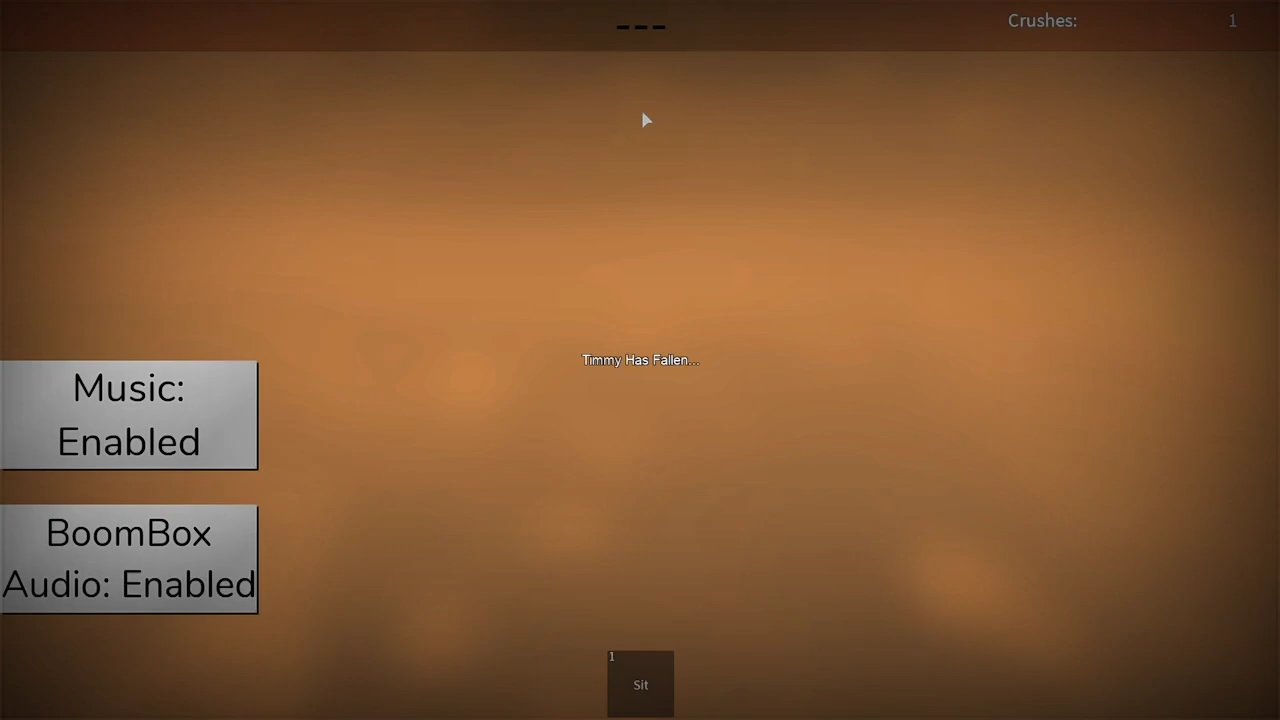 ---
Crushes: 1
Timmy Has Fallen...
Music:
Enabled
BoomBox
Audio: Enabled
1
Sit